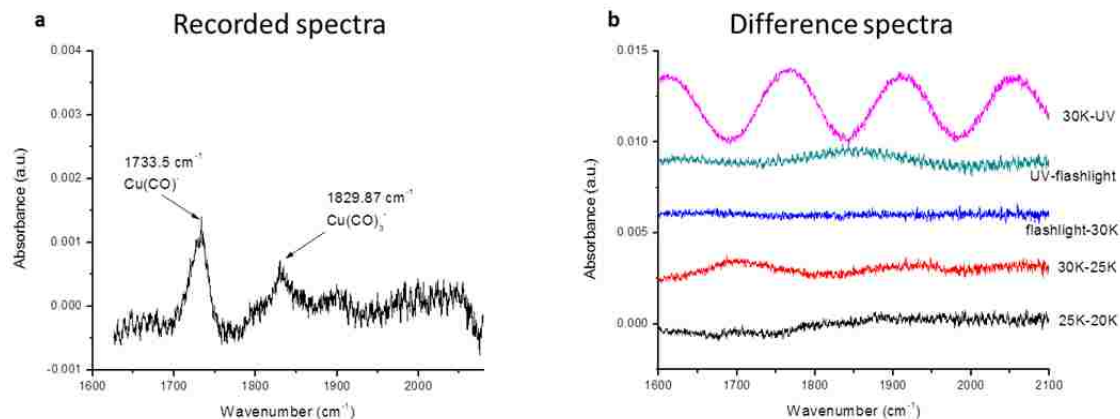 a Recorded spectra
0.004
0.003
0.002
0.001
0.000
-0.001
Absorbance (a.u.)
1733.5 cm⁻¹
Cu(CO)⁻
1829.87 cm⁻¹
Cu(CO)₃⁻
1600 1700 1800 1900 2000
Wavenumber (cm⁻¹)
b Difference spectra
0.015
0.010
0.005
0.000
Absorbance (a.u.)
30K-UV
UV-flashlight
flashlight-30K
30K-25K
25K-20K
1600 1700 1800 1900 2000 2100
Wavenumber (cm⁻¹)